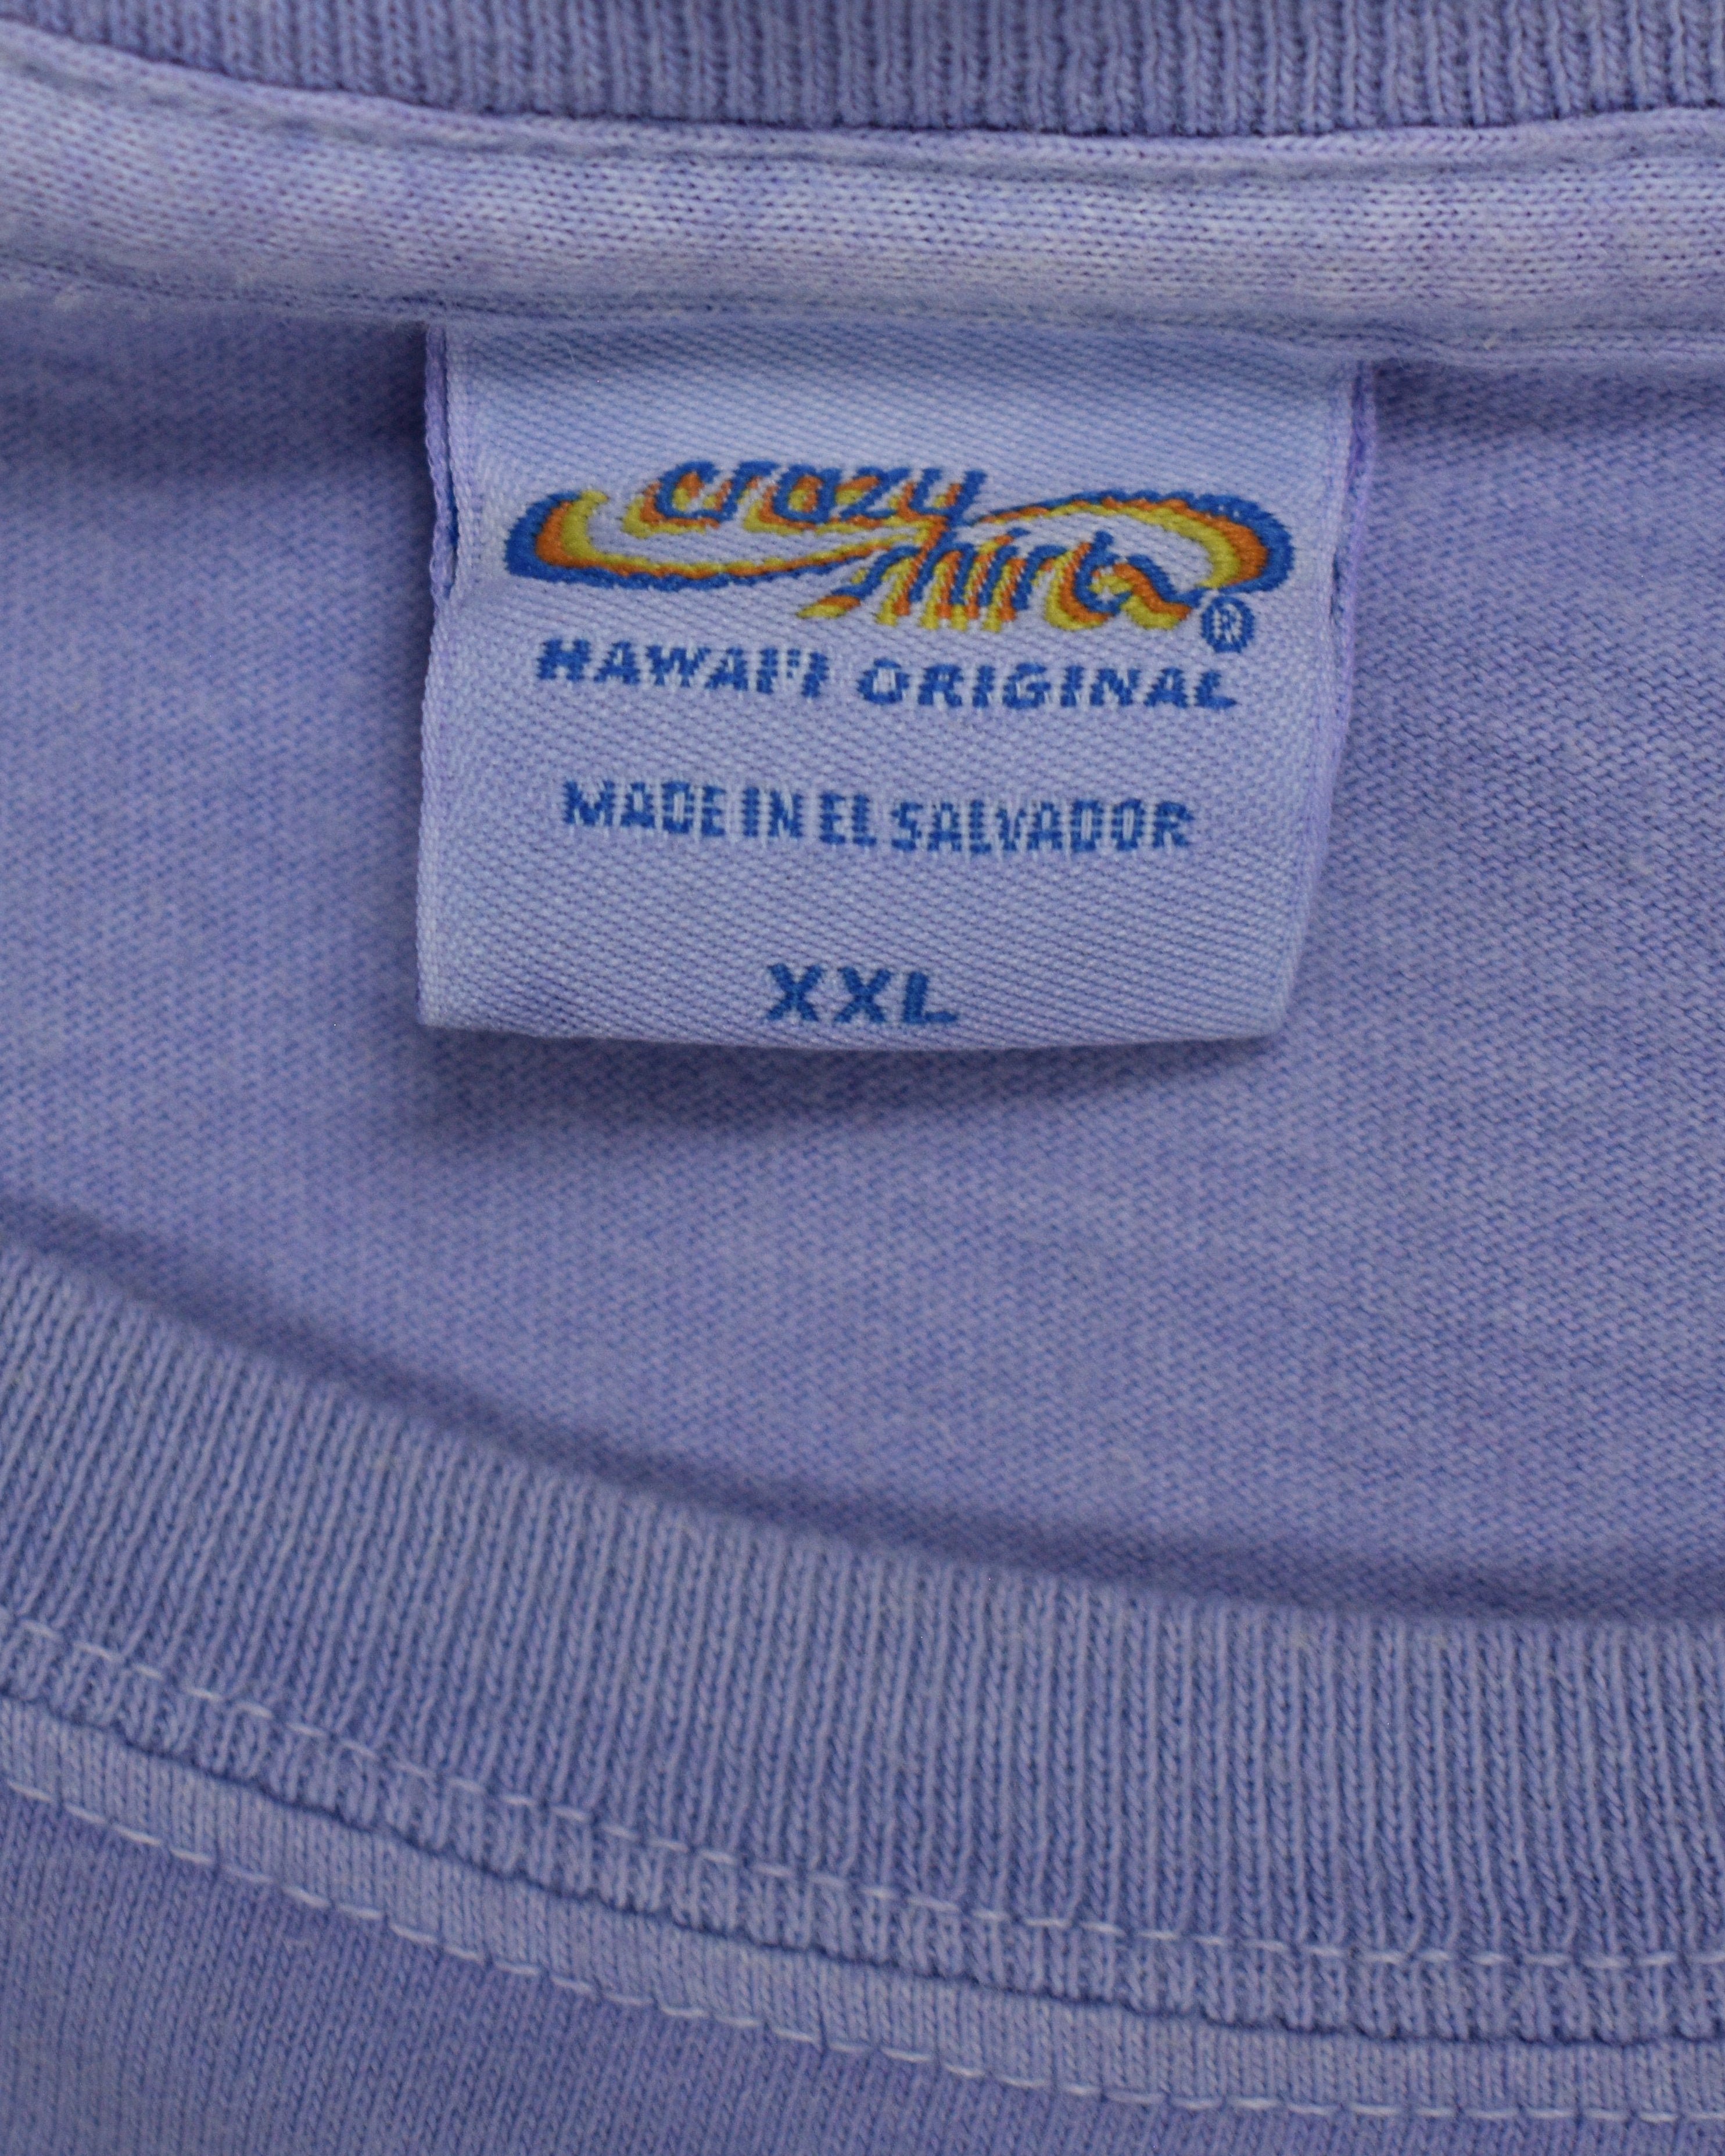 crazy
shirts®
HAWAI'I ORIGINAL
MADE IN EL SALVADOR
XXL